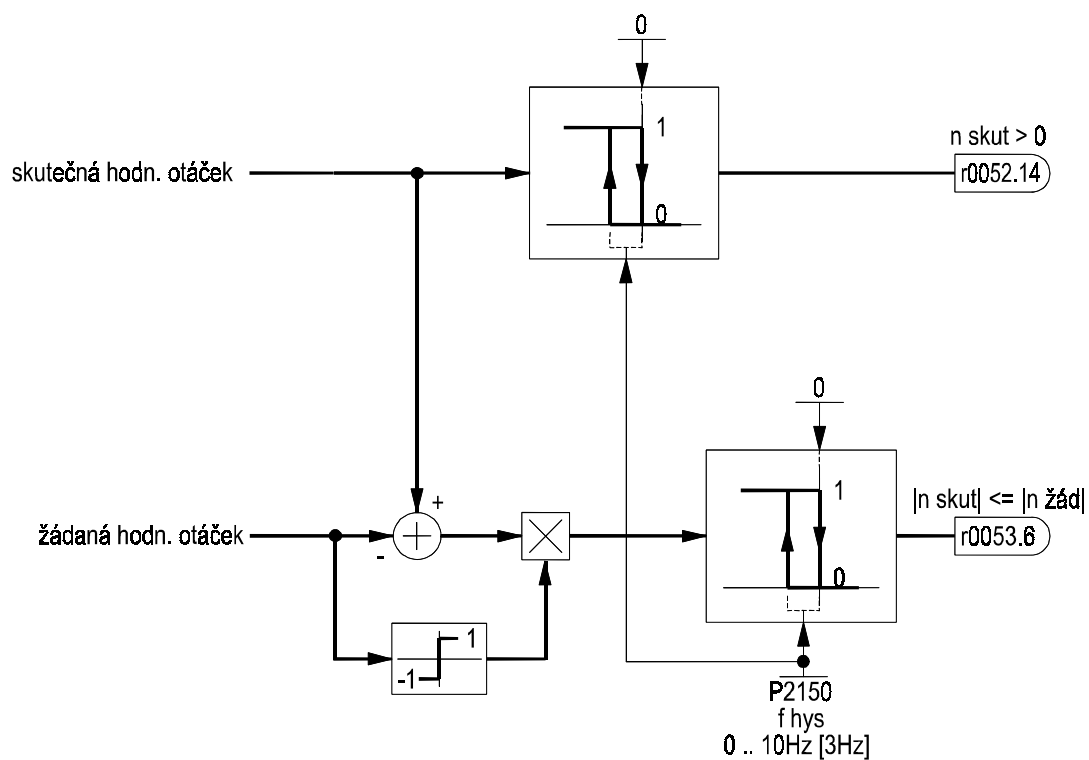 0
1
0
skutečná hodn. otáček
n skut > 0
r0052.14
0
1
0
|n skut| <= |n žád|
r0053.6
žádaná hodn. otáček
+
-
1
-1
P2150
f hys
0 .. 10Hz [3Hz]